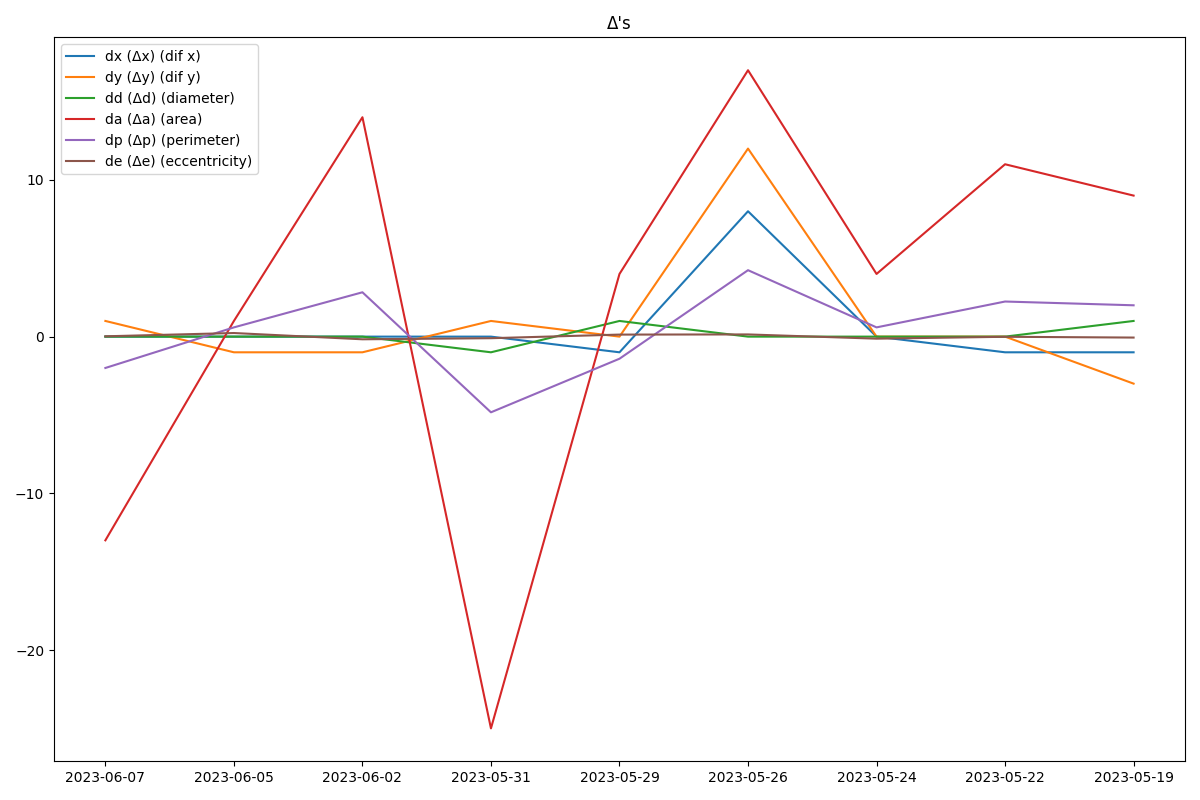 Δ's
dx (Δx) (dif x)
dy (Δy) (dif y)
dd (Δd) (diameter)
da (Δa) (area)
dp (Δp) (perimeter)
de (Δe) (eccentricity)
10
0
−10
−20
2023-06-07 2023-06-05 2023-06-02 2023-05-31 2023-05-29 2023-05-26 2023-05-24 2023-05-22 2023-05-19